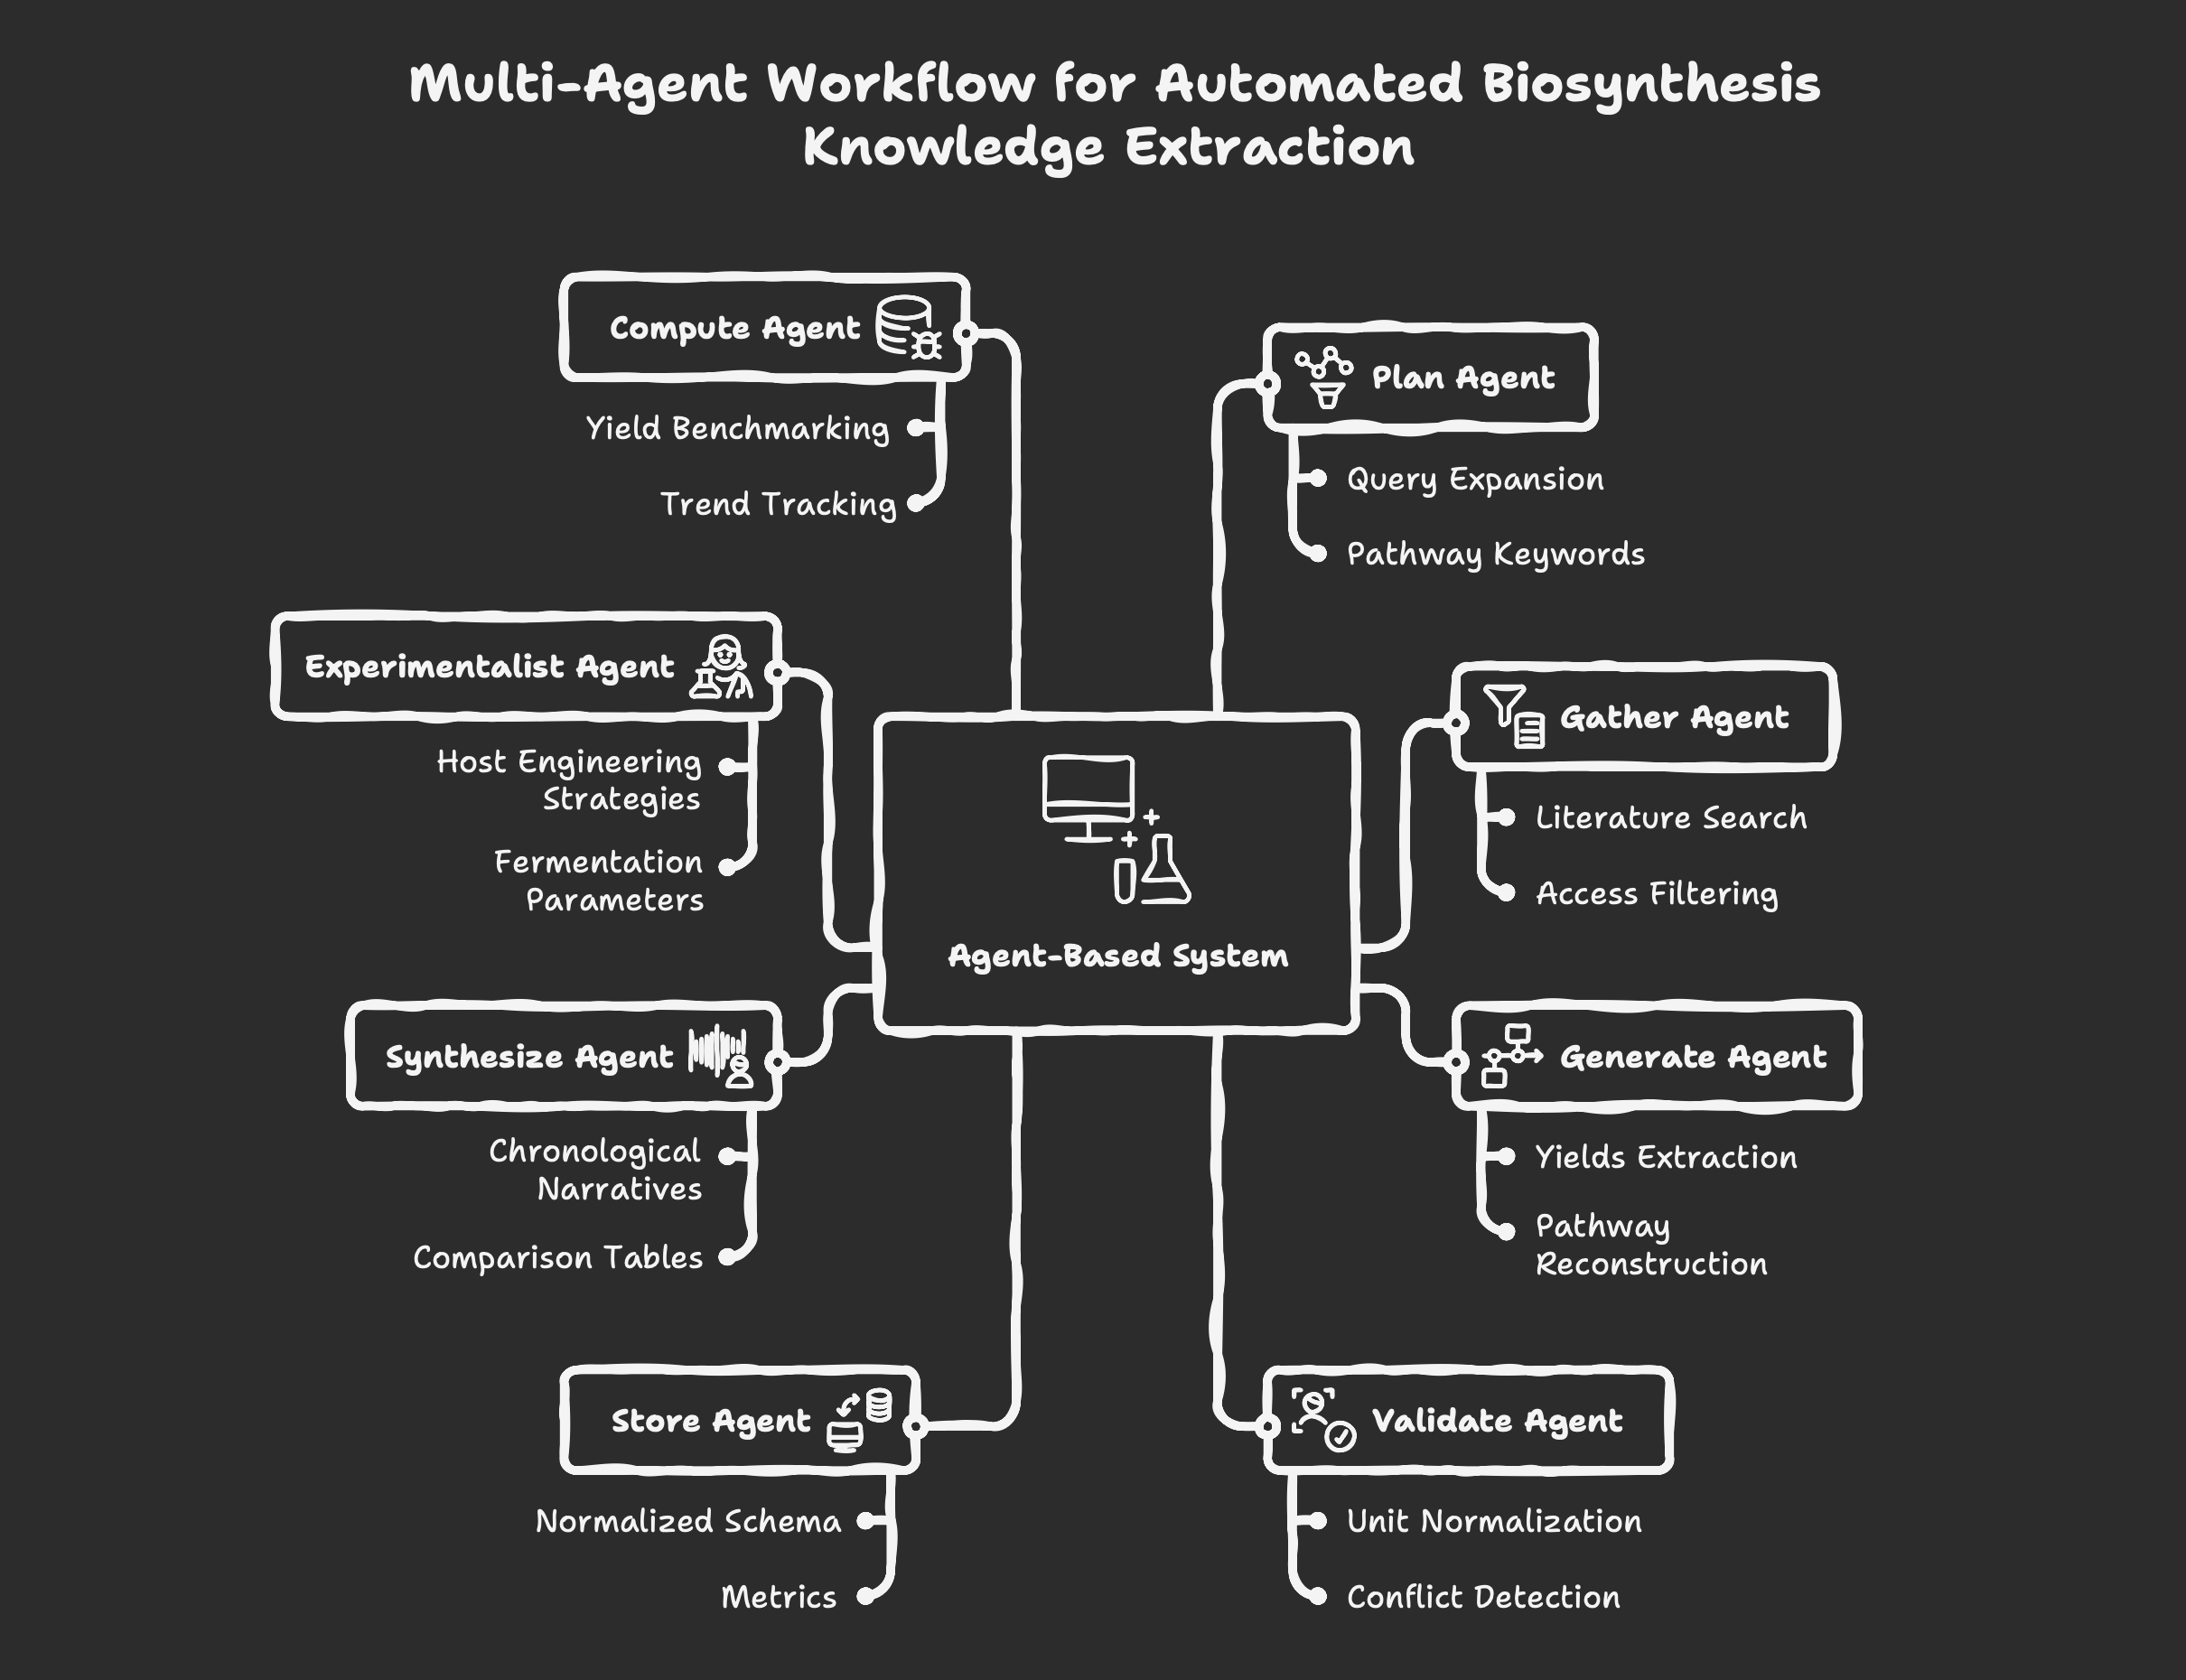 Multi-Agent Workflow for Automated Biosynthesis
Knowledge Extraction
Compute Agent
Yield Benchmarking
Trend Tracking
Plan Agent
Query Expansion
Pathway Keywords
Experimentalist Agent
Host Engineering
Strategies
Fermentation
Parameters
Gather Agent
Literature Search
Access Filtering
Agent-Based System
Synthesize Agent
Chronological
Narratives
Comparison Tables
Generate Agent
Yields Extraction
Pathway
Reconstruction
Store Agent
Normalized Schema
Metrics
Validate Agent
Unit Normalization
Conflict Detection